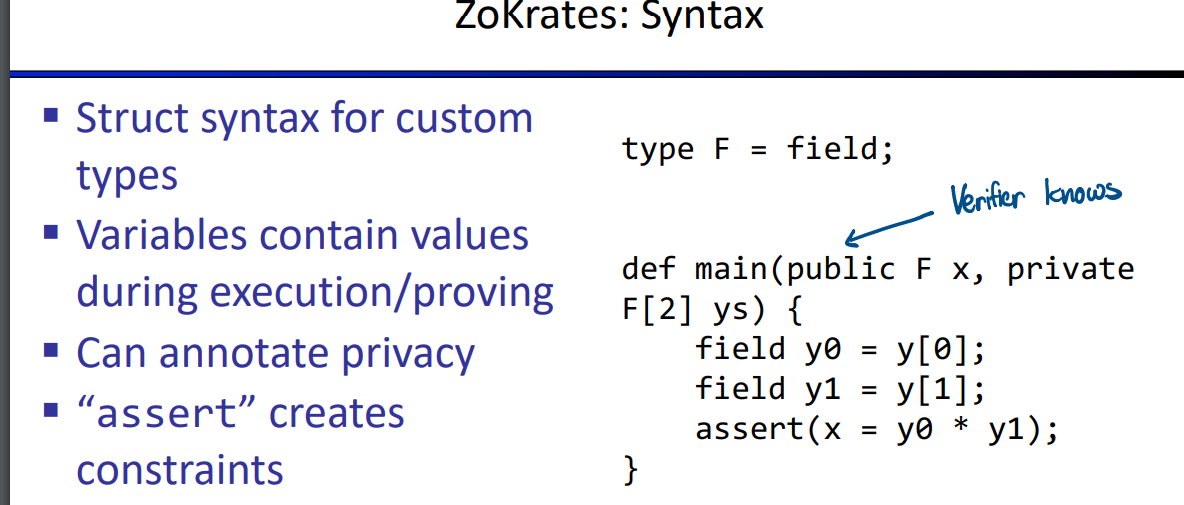 ZoKrates: Syntax
▪ Struct syntax for custom
types
▪ Variables contain values
during execution/proving
▪ Can annotate privacy
▪ “assert” creates
constraints
type F = field;
Verifier knows
def main(public F x, private
F[2] ys) {
    field y0 = y[0];
    field y1 = y[1];
    assert(x = y0 * y1);
}